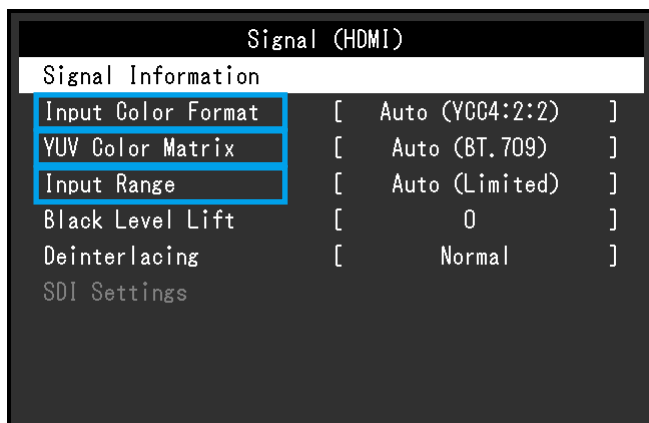 Signal (HDMI)
Signal Information
Input Color Format [ Auto (YCC4:2:2) ]
YUV Color Matrix [ Auto (BT.709) ]
Input Range [ Auto (Limited) ]
Black Level Lift [ 0 ]
Deinterlacing [ Normal ]
SDI Settings